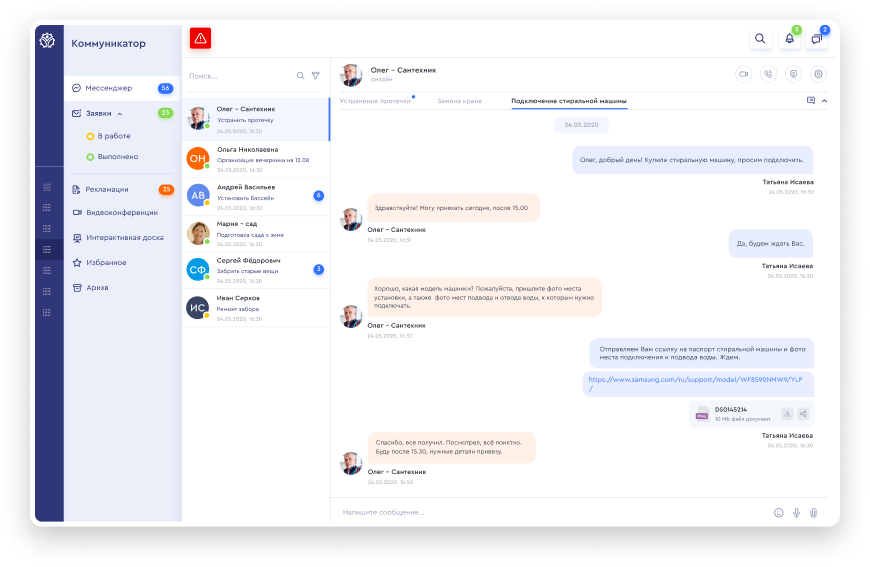 Коммуникатор
Мессенджер
56
Заявки
23
В работе
Выполнено
Рекламации
35
Видеоконференции
Интерактивная доска
Избранное
Архив
3
2
Поиск...
Олег – Сантехник
Устранить протечку
24.05.2020, 16:30
ОН
Ольга Николаевна
Организация вечеринки на 12.08
24.05.2020, 16:30
АВ
Андрей Васильев
Установить бассейн
24.05.2020, 16:30
6
Мария – сад
Подготовка сада к зиме
24.05.2020, 16:30
СФ
Сергей Фёдорович
Забрать старые вещи
24.05.2020, 16:30
3
ИС
Иван Серков
Ремонт забора
24.05.2020, 16:30
Олег – Сантехник
онлайн
Устранение протечки
Замена крана
Подключение стиральной машины
24.05.2020
Олег, добрый день! Купили стиральную машину, просим подключить.
Татьяна Исаева
24.05.2020, 16:30
Здравствуйте! Могу приехать сегодня, после 15.00
Олег – Сантехник
24.05.2020, 16:31
Да, будем ждать Вас.
Татьяна Исаева
24.05.2020, 16:30
Хорошо, какая модель машинки? Пожалуйста, пришлите фото места
установки, а также фото мест подвода и отвода воды, к которым нужно
подключать.
Олег – Сантехник
24.05.2020, 16:32
Отправляем Вам ссылку на паспорт стиральной машины и фото
места подключения и подвода воды. Ждем.
https://www.samsung.com/ru/support/model/WF8590NMW9/YLP
/
DS0145214
10 Mb файл документ
Татьяна Исаева
24.05.2020, 16:30
Спасибо, все получил. Посмотрел, всё понятно.
Буду после 15.30, нужные детали привезу.
Олег – Сантехник
24.05.2020, 16:50
Напишите сообщение...